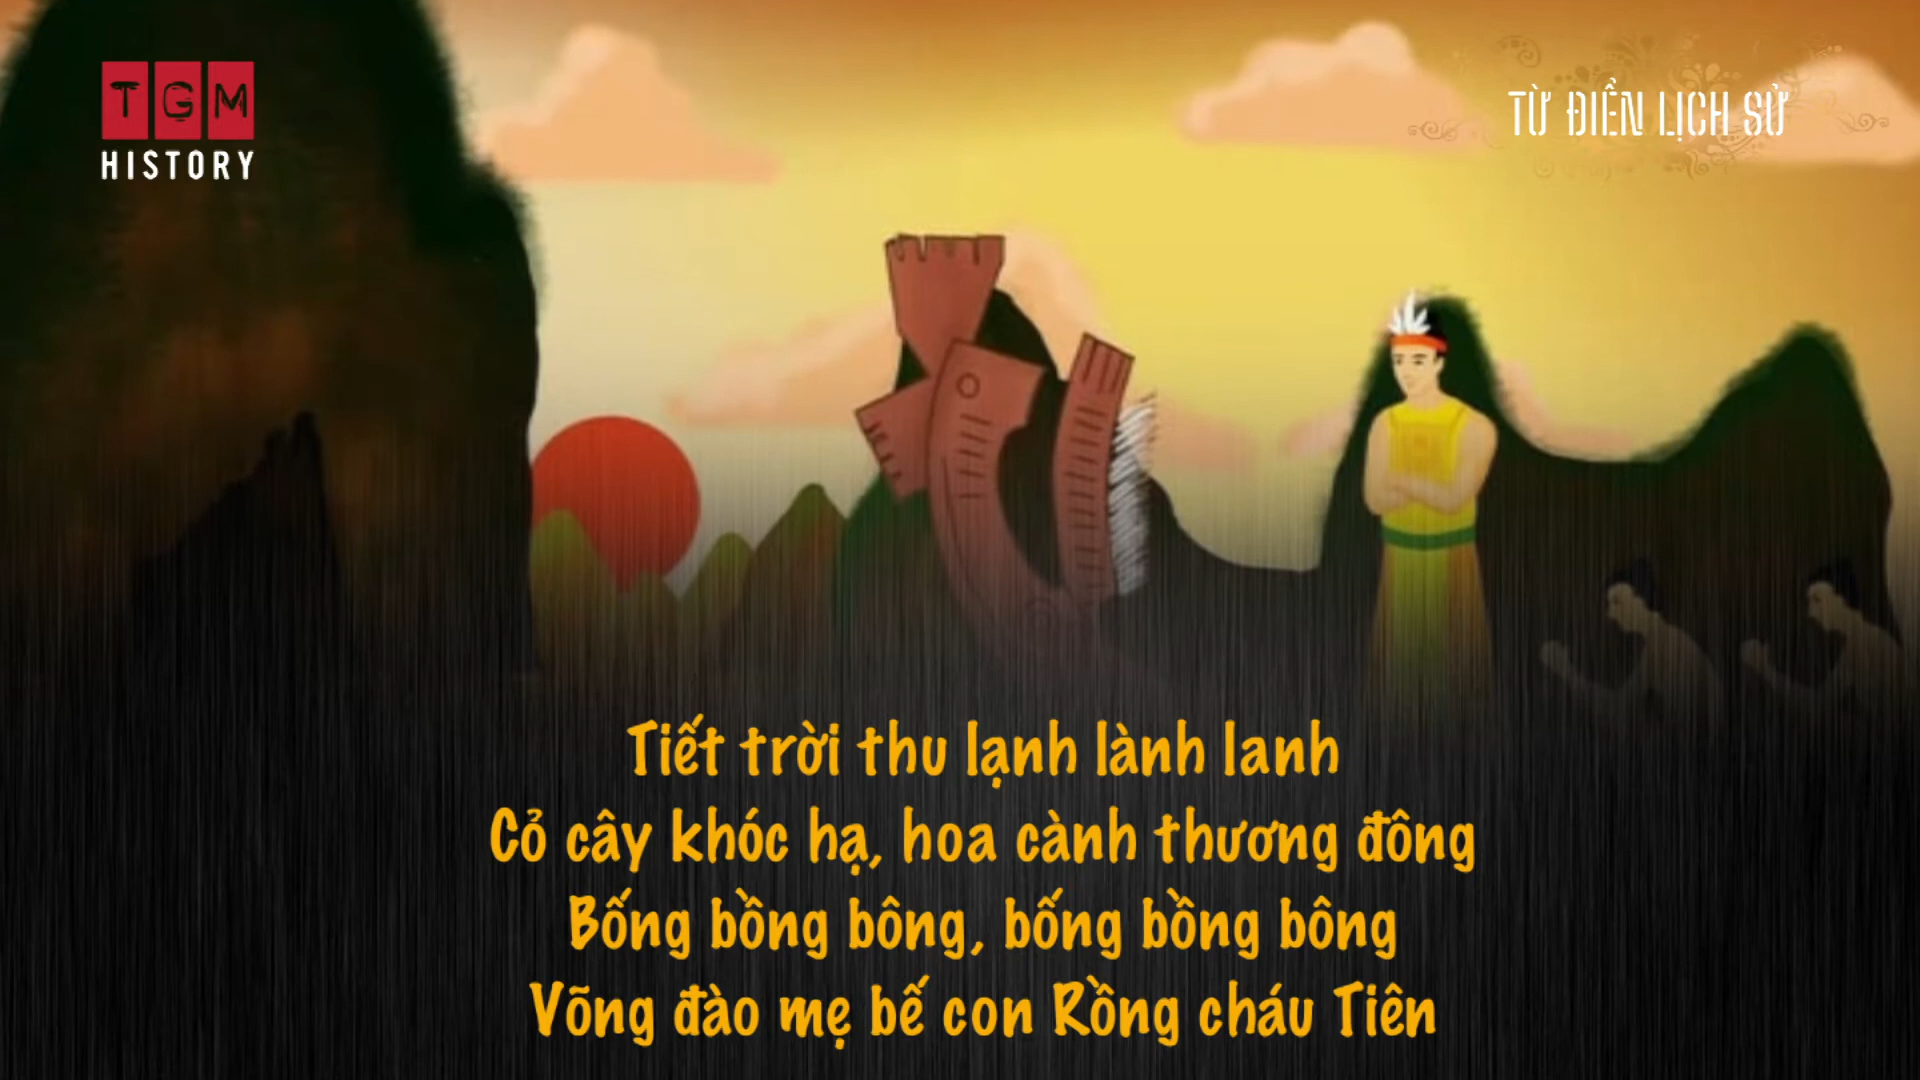 TGM
HISTORY
TỪ ĐIỂN LỊCH SỬ
Tiết trời thu lạnh lành lanh
Cỏ cây khóc hạ, hoa cành thương đông
Bống bồng bông, bống bồng bông
Võng đào mẹ bế con Rồng cháu Tiên